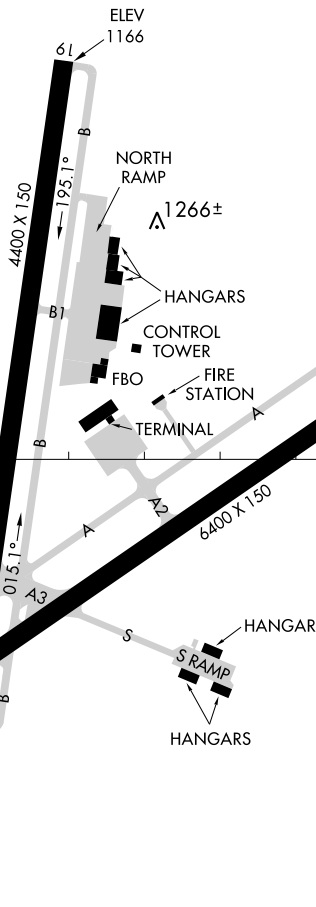 ELEV
1166
19
B
NORTH
RAMP
195.1°
1266±
4400 X 150
HANGARS
B1
CONTROL
TOWER
FBO
FIRE
STATION
A
TERMINAL
B
A2
6400 X 150
A
015.1°
A3
S
HANGAR
S RAMP
B
HANGARS